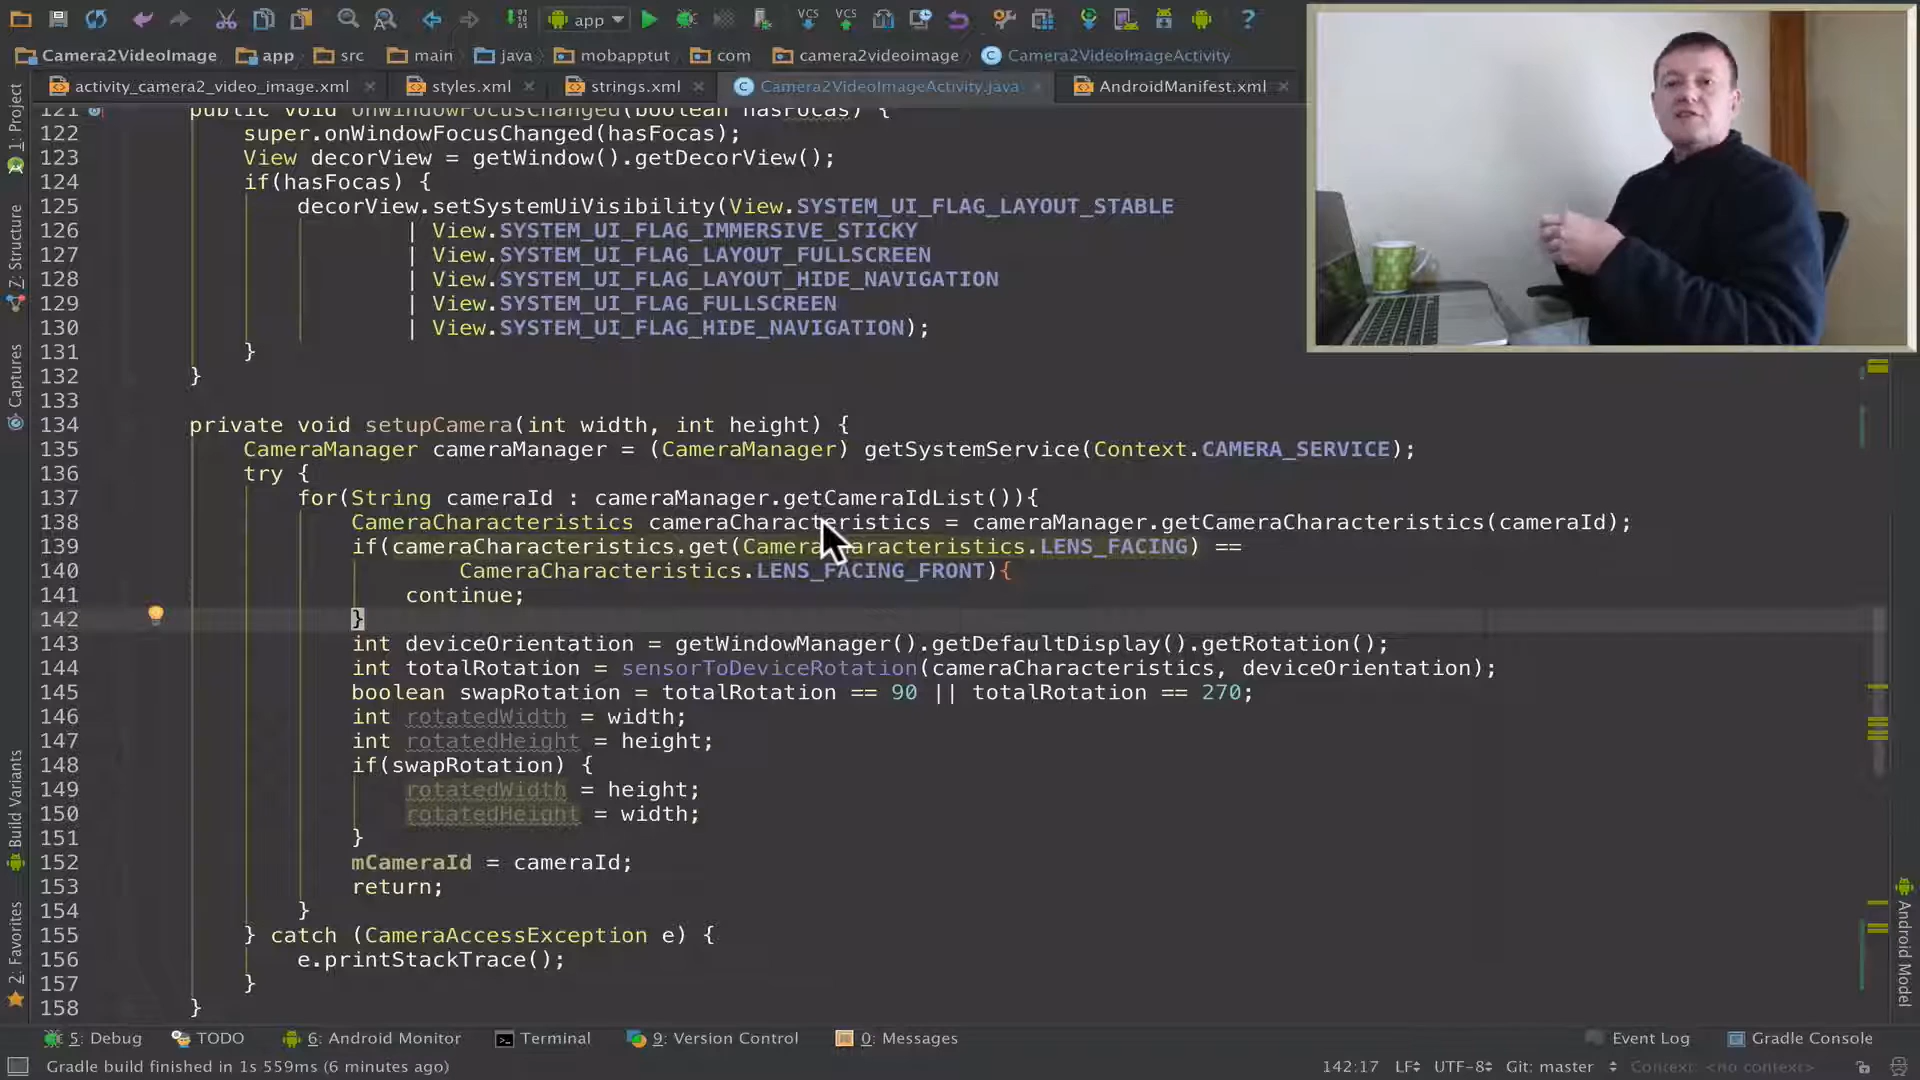 app
VCS
VCS
Camera2VideoImage app src main java mobapptut com camera2videoimage Camera2VideoImageActivity
activity_camera2_video_image.xml styles.xml strings.xml Camera2VideoImageActivity.java AndroidManifest.xml
121 public void onWindowFocusChanged(boolean hasFocas) {
122 super.onWindowFocusChanged(hasFocas);
123 View decorView = getWindow().getDecorView();
124 if(hasFocas) {
125 decorView.setSystemUiVisibility(View.SYSTEM_UI_FLAG_LAYOUT_STABLE
126 | View.SYSTEM_UI_FLAG_IMMERSIVE_STICKY
127 | View.SYSTEM_UI_FLAG_LAYOUT_FULLSCREEN
128 | View.SYSTEM_UI_FLAG_LAYOUT_HIDE_NAVIGATION
129 | View.SYSTEM_UI_FLAG_FULLSCREEN
130 | View.SYSTEM_UI_FLAG_HIDE_NAVIGATION);
131 }
132 }
133
134 private void setupCamera(int width, int height) {
135 CameraManager cameraManager = (CameraManager) getSystemService(Context.CAMERA_SERVICE);
136 try {
137 for(String cameraId : cameraManager.getCameraIdList()){
138 CameraCharacteristics cameraCharacteristics = cameraManager.getCameraCharacteristics(cameraId);
139 if(cameraCharacteristics.get(CameraCharacteristics.LENS_FACING) ==
140 CameraCharacteristics.LENS_FACING_FRONT){
141 continue;
142 }
143 int deviceOrientation = getWindowManager().getDefaultDisplay().getRotation();
144 int totalRotation = sensorToDeviceRotation(cameraCharacteristics, deviceOrientation);
145 boolean swapRotation = totalRotation == 90 || totalRotation == 270;
146 int rotatedWidth = width;
147 int rotatedHeight = height;
148 if(swapRotation) {
149 rotatedWidth = height;
150 rotatedHeight = width;
151 }
152 mCameraId = cameraId;
153 return;
154 }
155 } catch (CameraAccessException e) {
156 e.printStackTrace();
157 }
158 }
1: Project
7: Structure
Captures
Build Variants
2: Favorites
Android Model
5: Debug TODO 6: Android Monitor Terminal 9: Version Control 0: Messages Event Log Gradle Console
Gradle build finished in 1s 559ms (6 minutes ago) 142:17 LF UTF-8 Git: master Context: <no context>